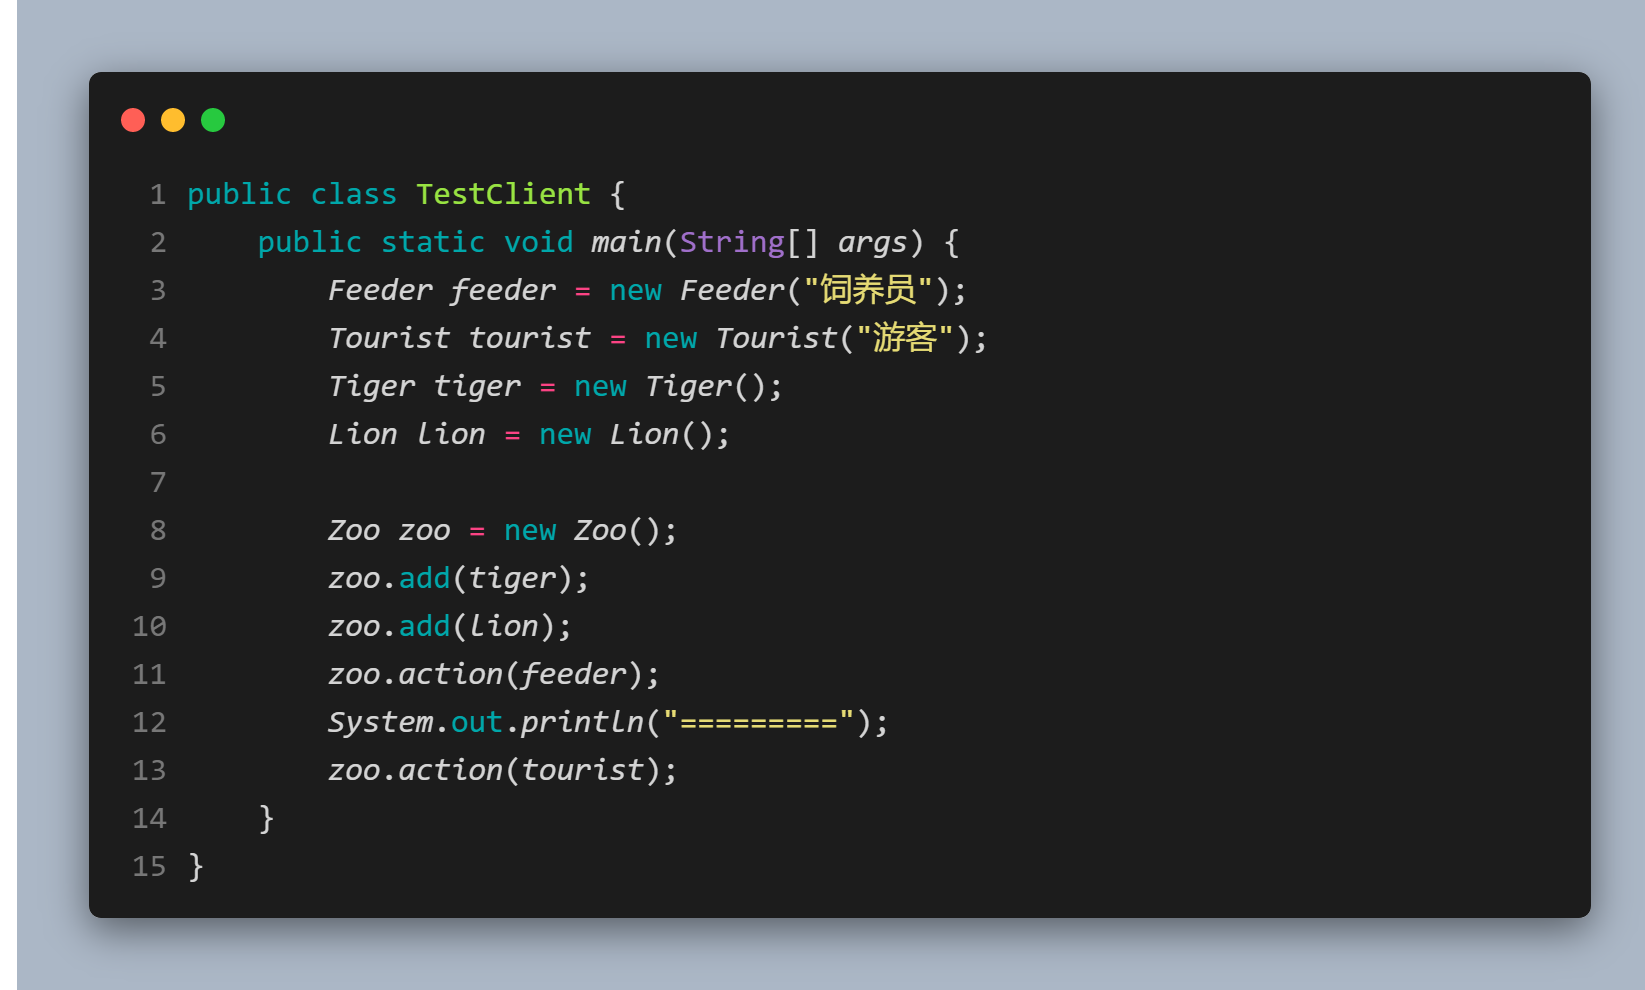 1 public class TestClient {
2     public static void main(String[] args) {
3         Feeder feeder = new Feeder("饲养员");
4         Tourist tourist = new Tourist("游客");
5         Tiger tiger = new Tiger();
6         Lion lion = new Lion();
7
8         Zoo zoo = new Zoo();
9         zoo.add(tiger);
10         zoo.add(lion);
11         zoo.action(feeder);
12         System.out.println("=========");
13         zoo.action(tourist);
14     }
15 }